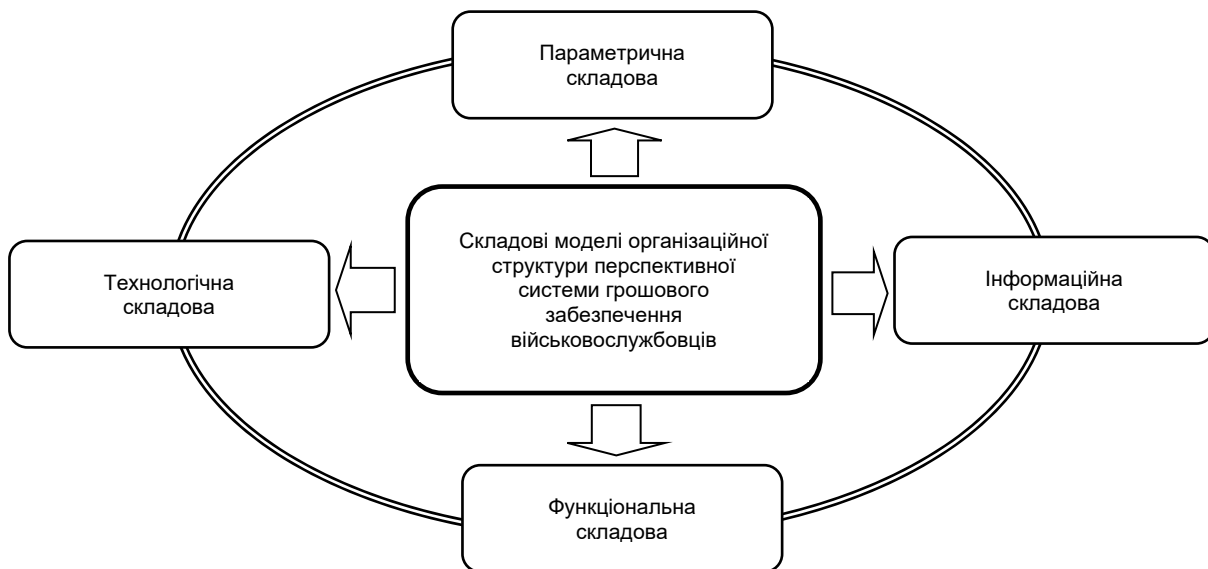 Параметрична
складова
Складові моделі організаційної
структури перспективної
системи грошового
забезпечення
військовослужбовців
Технологічна
складова
Інформаційна
складова
Функціональна
складова